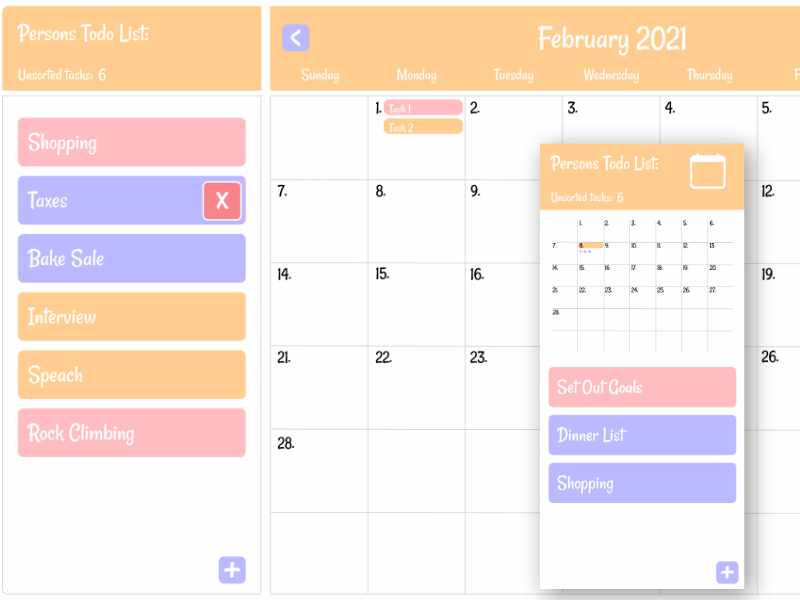 Persons Todo List:
Unsorted tasks: 6
Shopping
Taxes
X
Bake Sale
Interview
Speach
Rock Climbing
+
<
February 2021
Sunday Monday Tuesday Wednesday Thursday F
1. Task 1 2. 3. 4. 5.
Task 2
7. 8. 9. 12.
14. 15. 16. 19.
21. 22. 23. 26.
28.
Persons Todo List:
Unsorted tasks: 6
1. 2. 3. 4. 5. 6.
7. 8. 9. 10. 11. 12. 13.
14. 15. 16. 17. 18. 19. 20.
21. 22. 23. 24. 25. 26. 27.
28.
Set Out Goals
Dinner List
Shopping
+